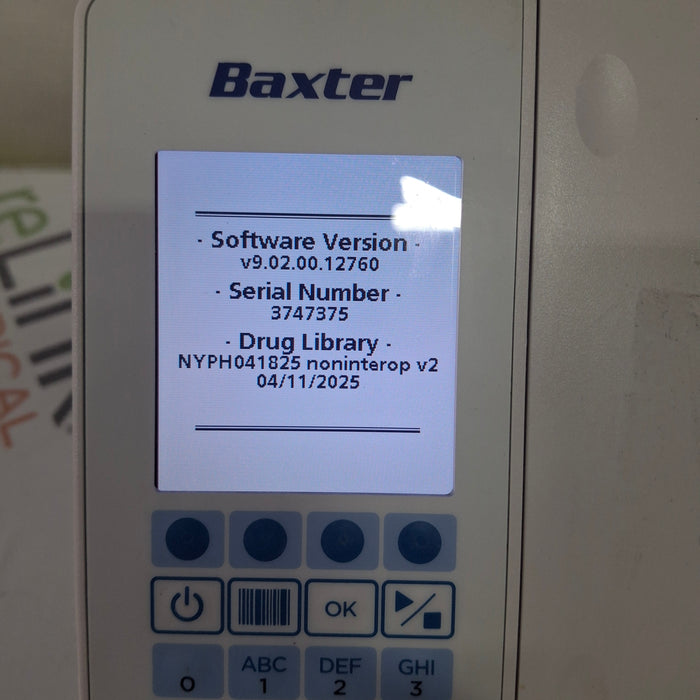 Baxter
- Software Version -
v9.02.00.12760
- Serial Number -
3747375
- Drug Library -
NYPH041825 noninterop v2
04/11/2025
OK
0
ABC
1
DEF
2
GHI
3
reLink